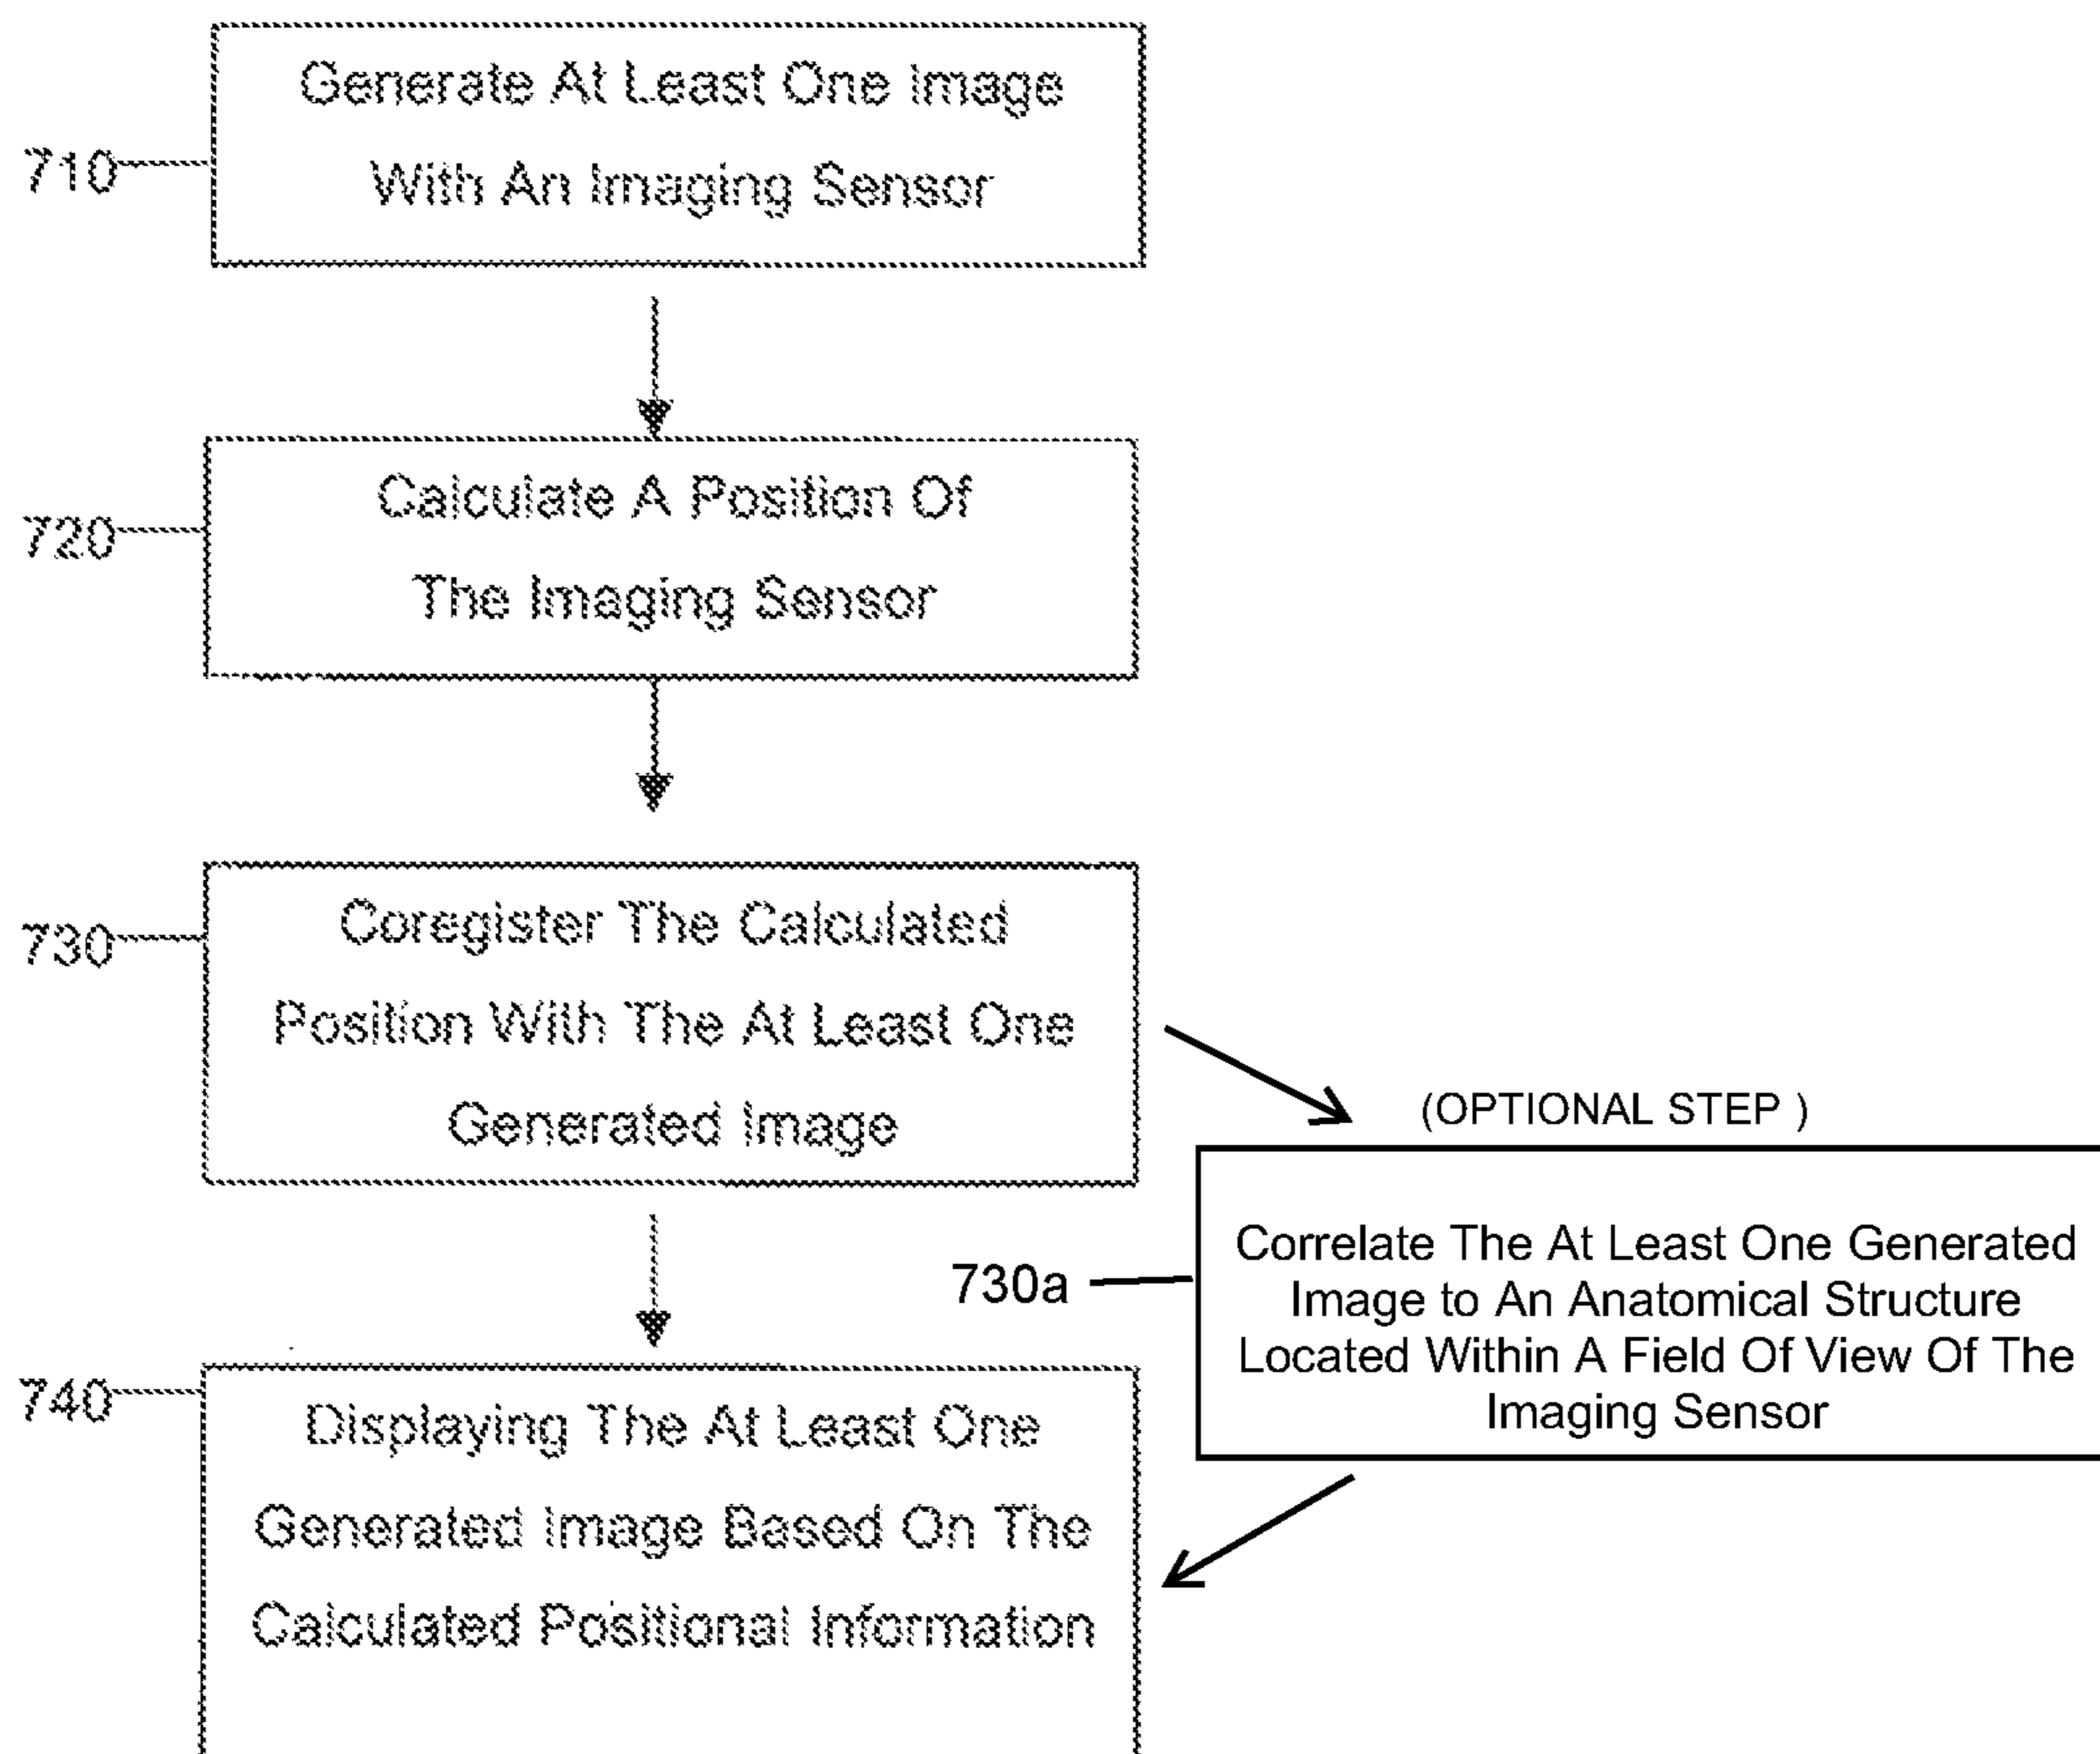 710
Generate At Least One Image
With An Imaging Sensor
720
Calculate A Position Of
The Imaging Sensor
730
Coregister The Calculated
Position With The At Least One
Generated Image
(OPTIONAL STEP )
730a
Correlate The At Least One Generated
Image to An Anatomical Structure
Located Within A Field Of View Of The
Imaging Sensor
740
Displaying The At Least One
Generated Image Based On The
Calculated Positional Information